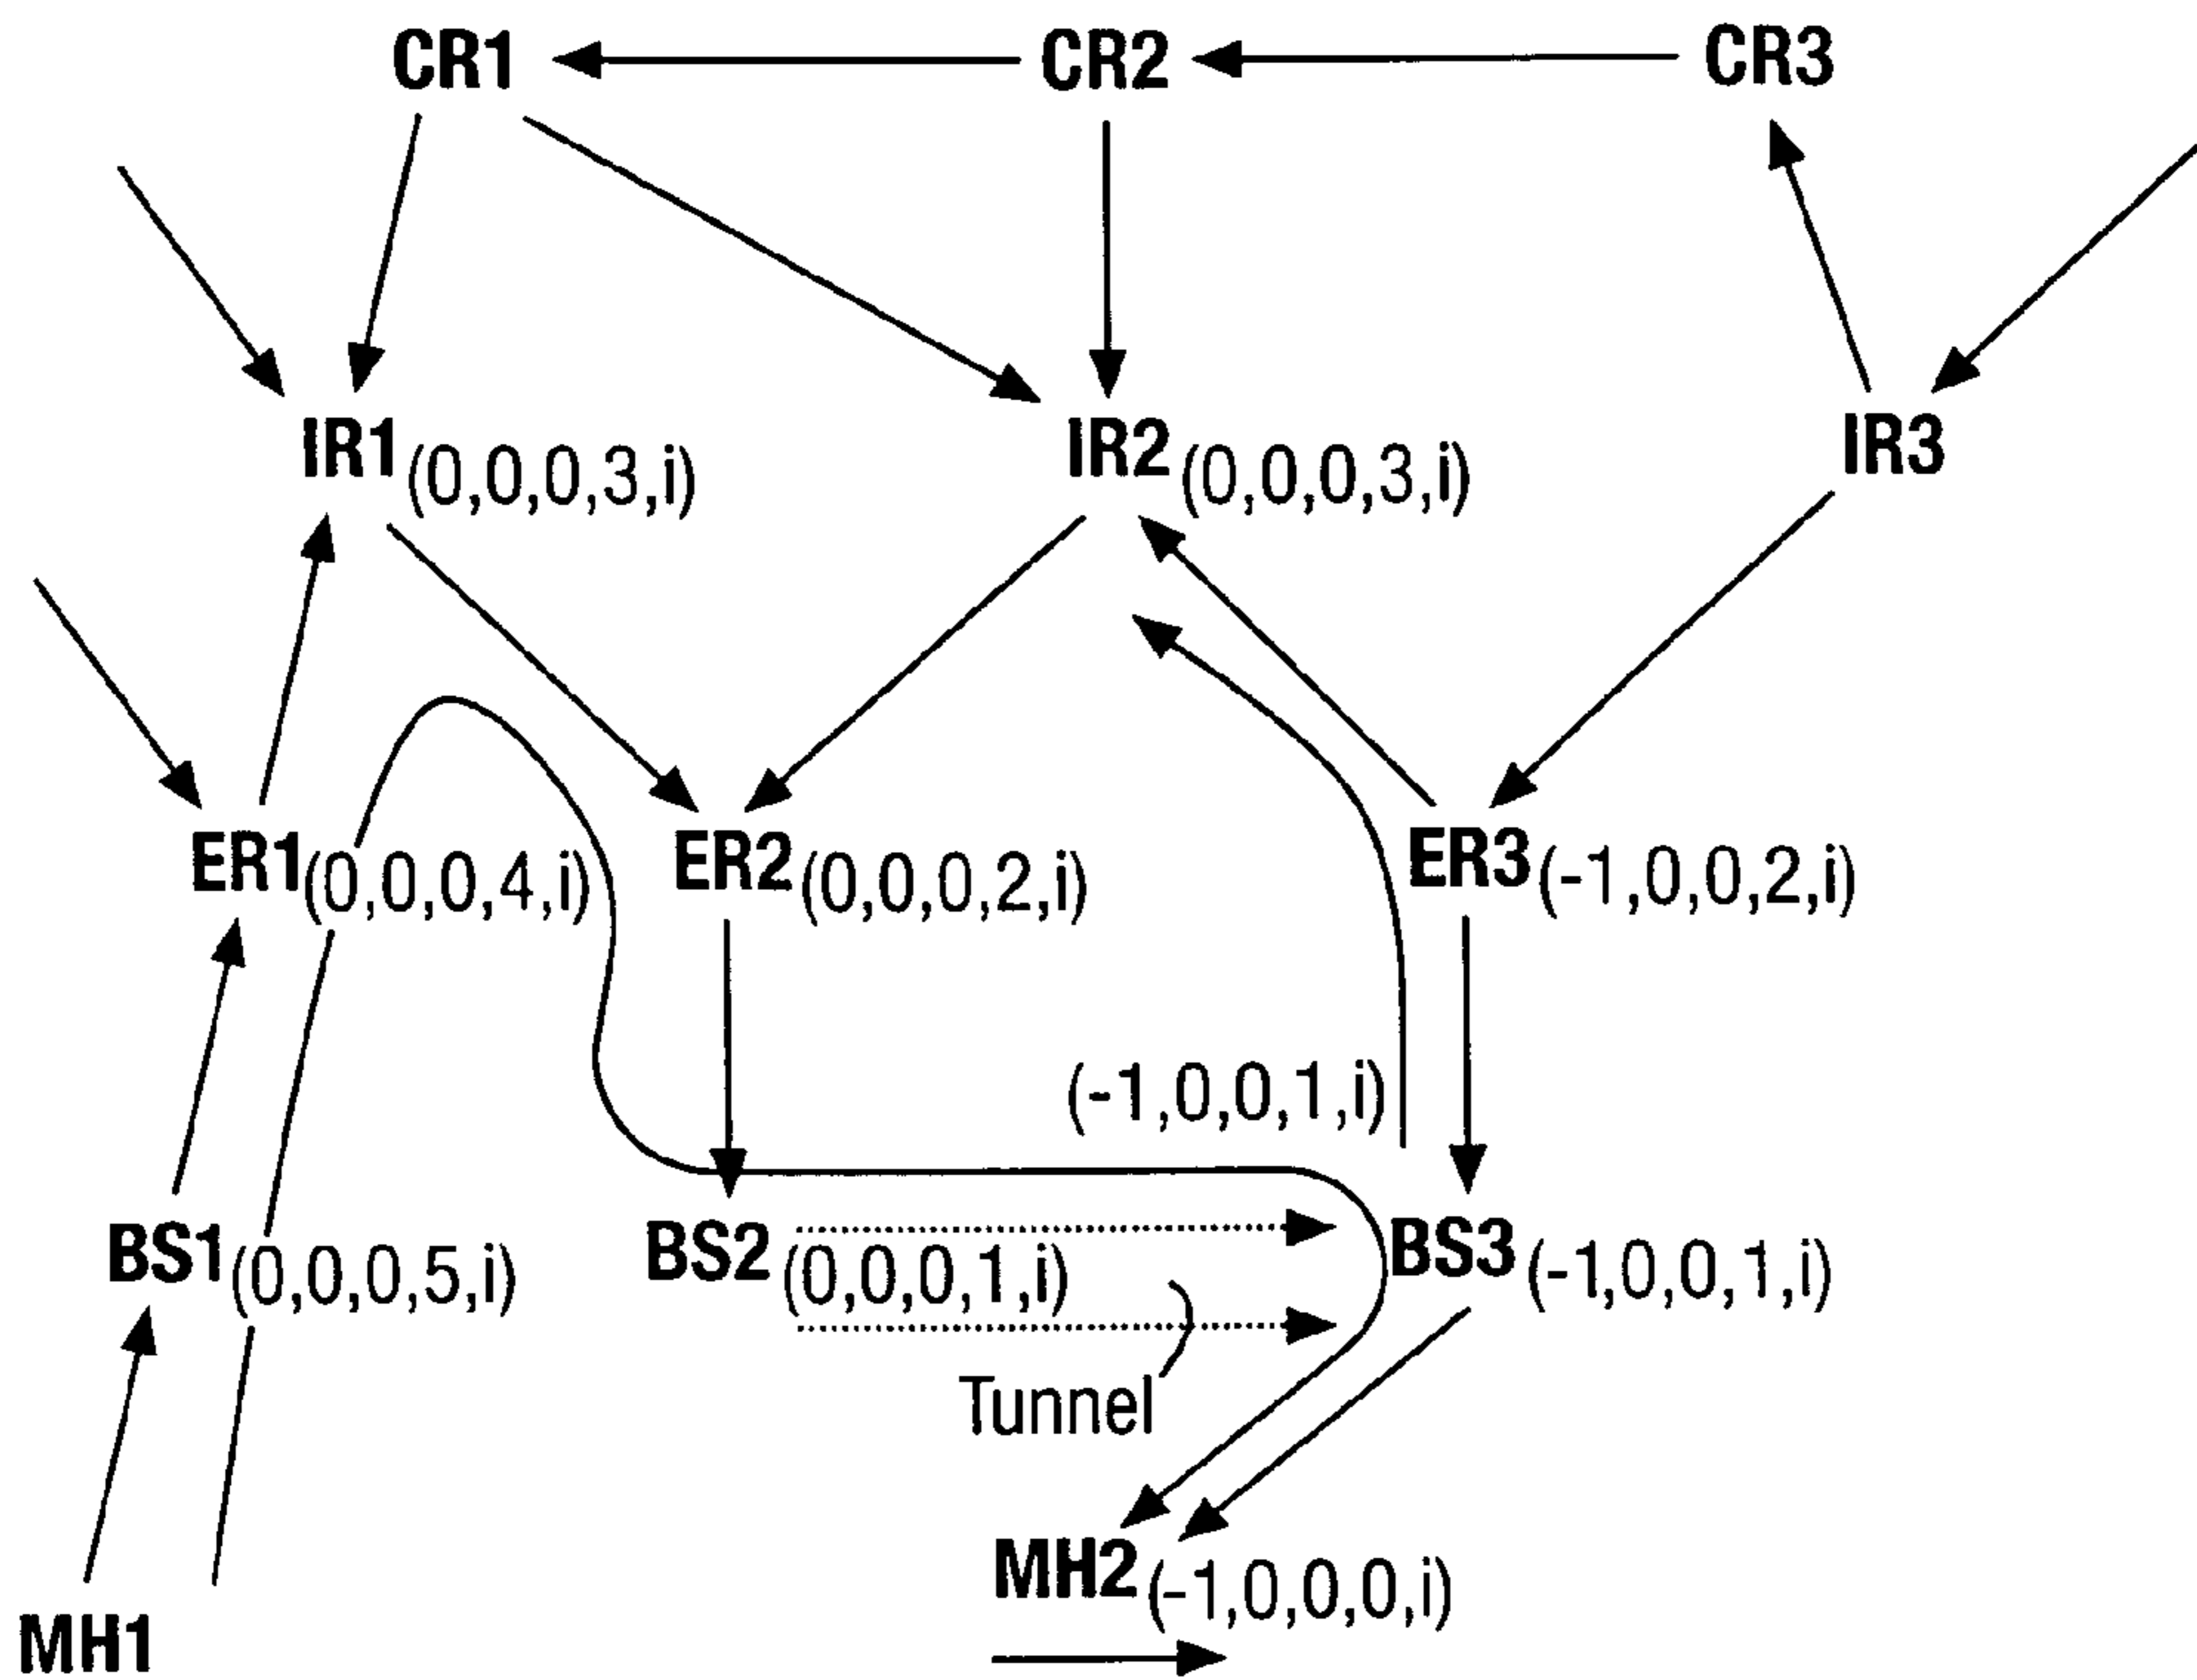 CR1 CR2 CR3
IR1(0,0,0,3,i) IR2(0,0,0,3,i) IR3
ER1(0,0,0,4,i) ER2(0,0,0,2,i) ER3(-1,0,0,2,i)
(-1,0,0,1,i)
BS1(0,0,0,5,i) BS2(0,0,0,1,i) BS3(-1,0,0,1,i)
Tunnel
MH2(-1,0,0,0,i)
MH1